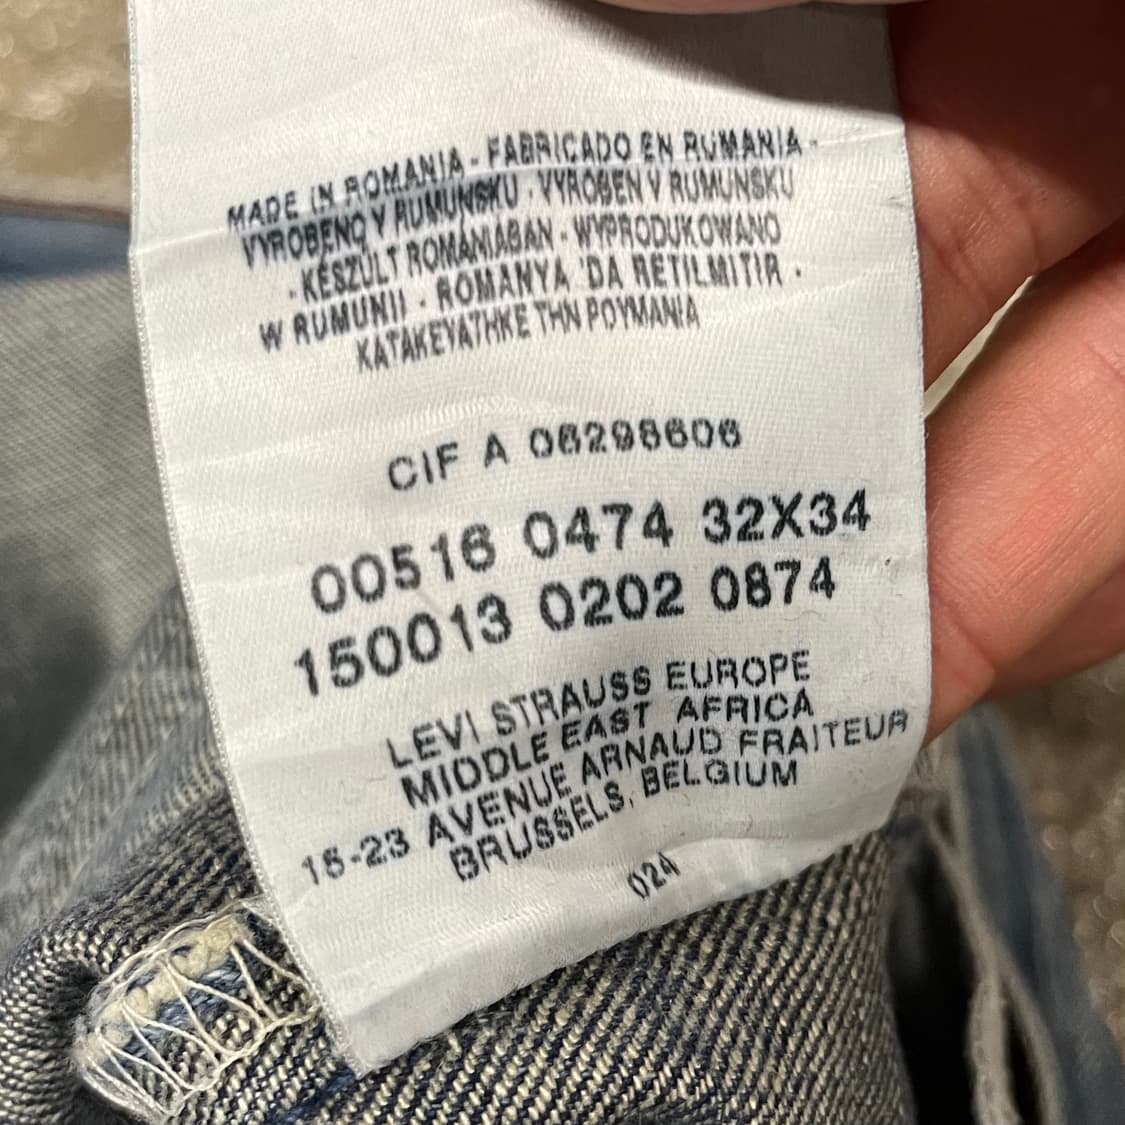 MADE IN ROMANIA - FABRICADO EN RUMANIA -
VYROBENO V RUMUNSKU - VYROBEN V RUMUNSKU
- KÉSZÜLT ROMÁNIÁBAN - WYPRODUKOWANO
W RUMUNII - ROMANYA 'DA RETILMITIR -
KATAKEYATHKE THN POYMANIA
CIF A 08298606
00516 0474 32X34
150013 0202 0874
LEVI STRAUSS EUROPE
MIDDLE EAST AFRICA
15-23 AVENUE ARNAUD FRAITEUR
BRUSSELS, BELGIUM
024